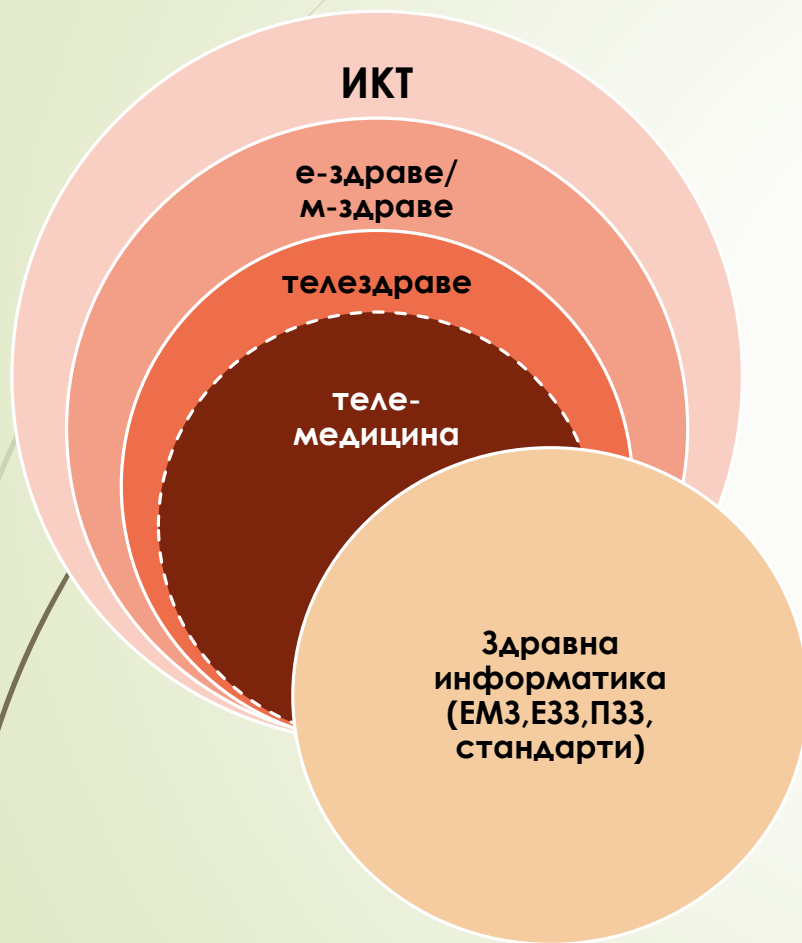 ИКТ
е-здраве/
м-здраве
телездраве
теле-
медицина
Здравна
информатика
(ЕМЗ,ЕЗЗ,ПЗЗ,
стандарти)